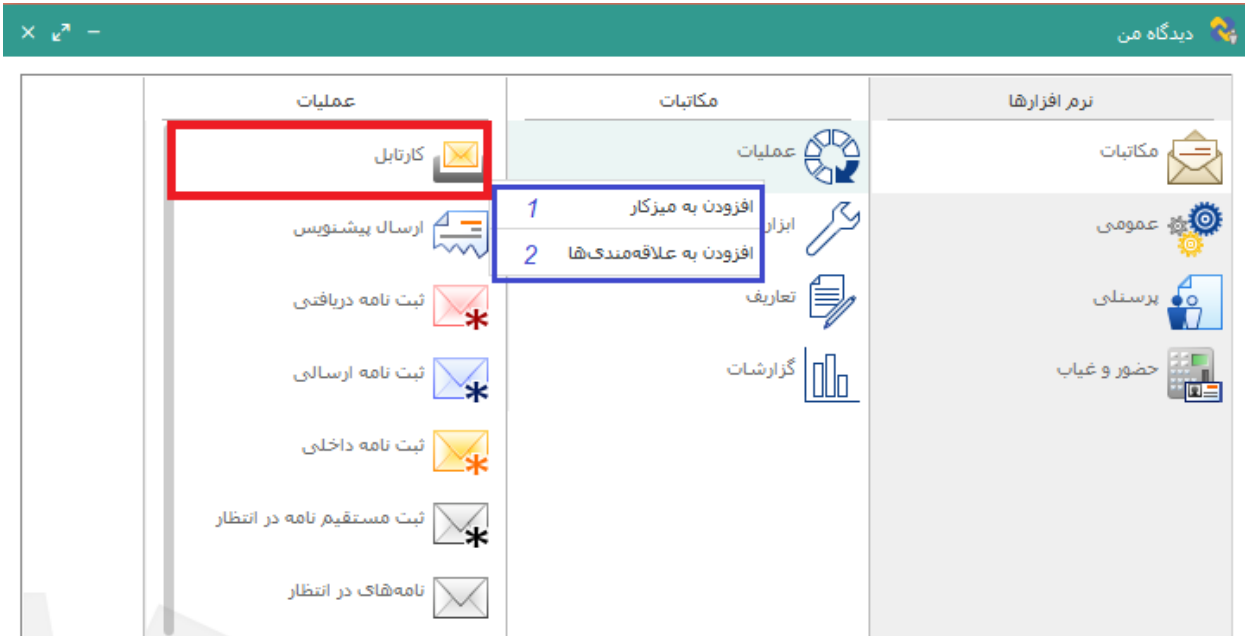 دیدگاه من
نرم افزارها
مکاتبات
عمومی
پرسنلی
حضور و غیاب
مکاتبات
عملیات
ابزار
تعاریف
گزارشات
عملیات
کارتابل
ارسال پیشنویس
ثبت نامه دریافتی
ثبت نامه ارسالی
ثبت نامه داخلی
ثبت مستقیم نامه در انتظار
نامه‌های در انتظار
افزودن به میزکار 1
افزودن به علاقه‌مندی‌ها 2